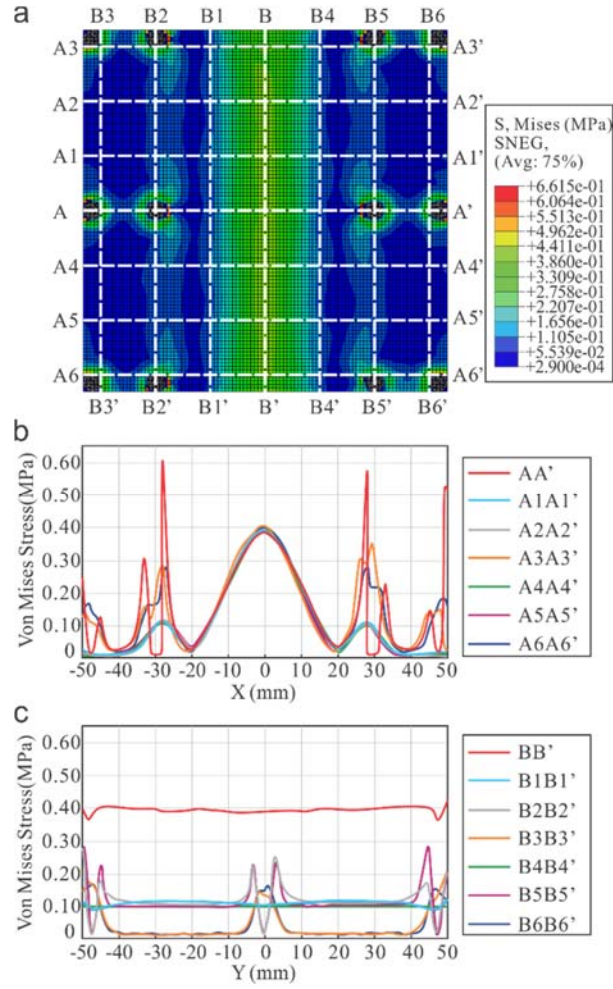 a
B3 B2 B1 B B4 B5 B6
A3 A3'
A2 A2'
A1 A1'
A A'
A4 A4'
A5 A5'
A6 A6'
B3' B2' B1' B' B4' B5' B6'
S, Mises (MPa)
SNEG,
(Avg: 75%)
+6.615e-01
+6.064e-01
+5.513e-01
+4.962e-01
+4.411e-01
+3.860e-01
+3.309e-01
+2.758e-01
+2.207e-01
+1.656e-01
+1.105e-01
+5.539e-02
+2.900e-04
b
Von Mises Stress(MPa)
0.60
0.50
0.40
0.30
0.20
0.10
0
-50 -40 -30 -20 -10 0 10 20 30 40 50
X (mm)
AA'
A1A1'
A2A2'
A3A3'
A4A4'
A5A5'
A6A6'
c
Von Mises Stress(MPa)
0.60
0.50
0.40
0.30
0.20
0.10
0
-50 -40 -30 -20 -10 0 10 20 30 40 50
Y (mm)
BB'
B1B1'
B2B2'
B3B3'
B4B4'
B5B5'
B6B6'